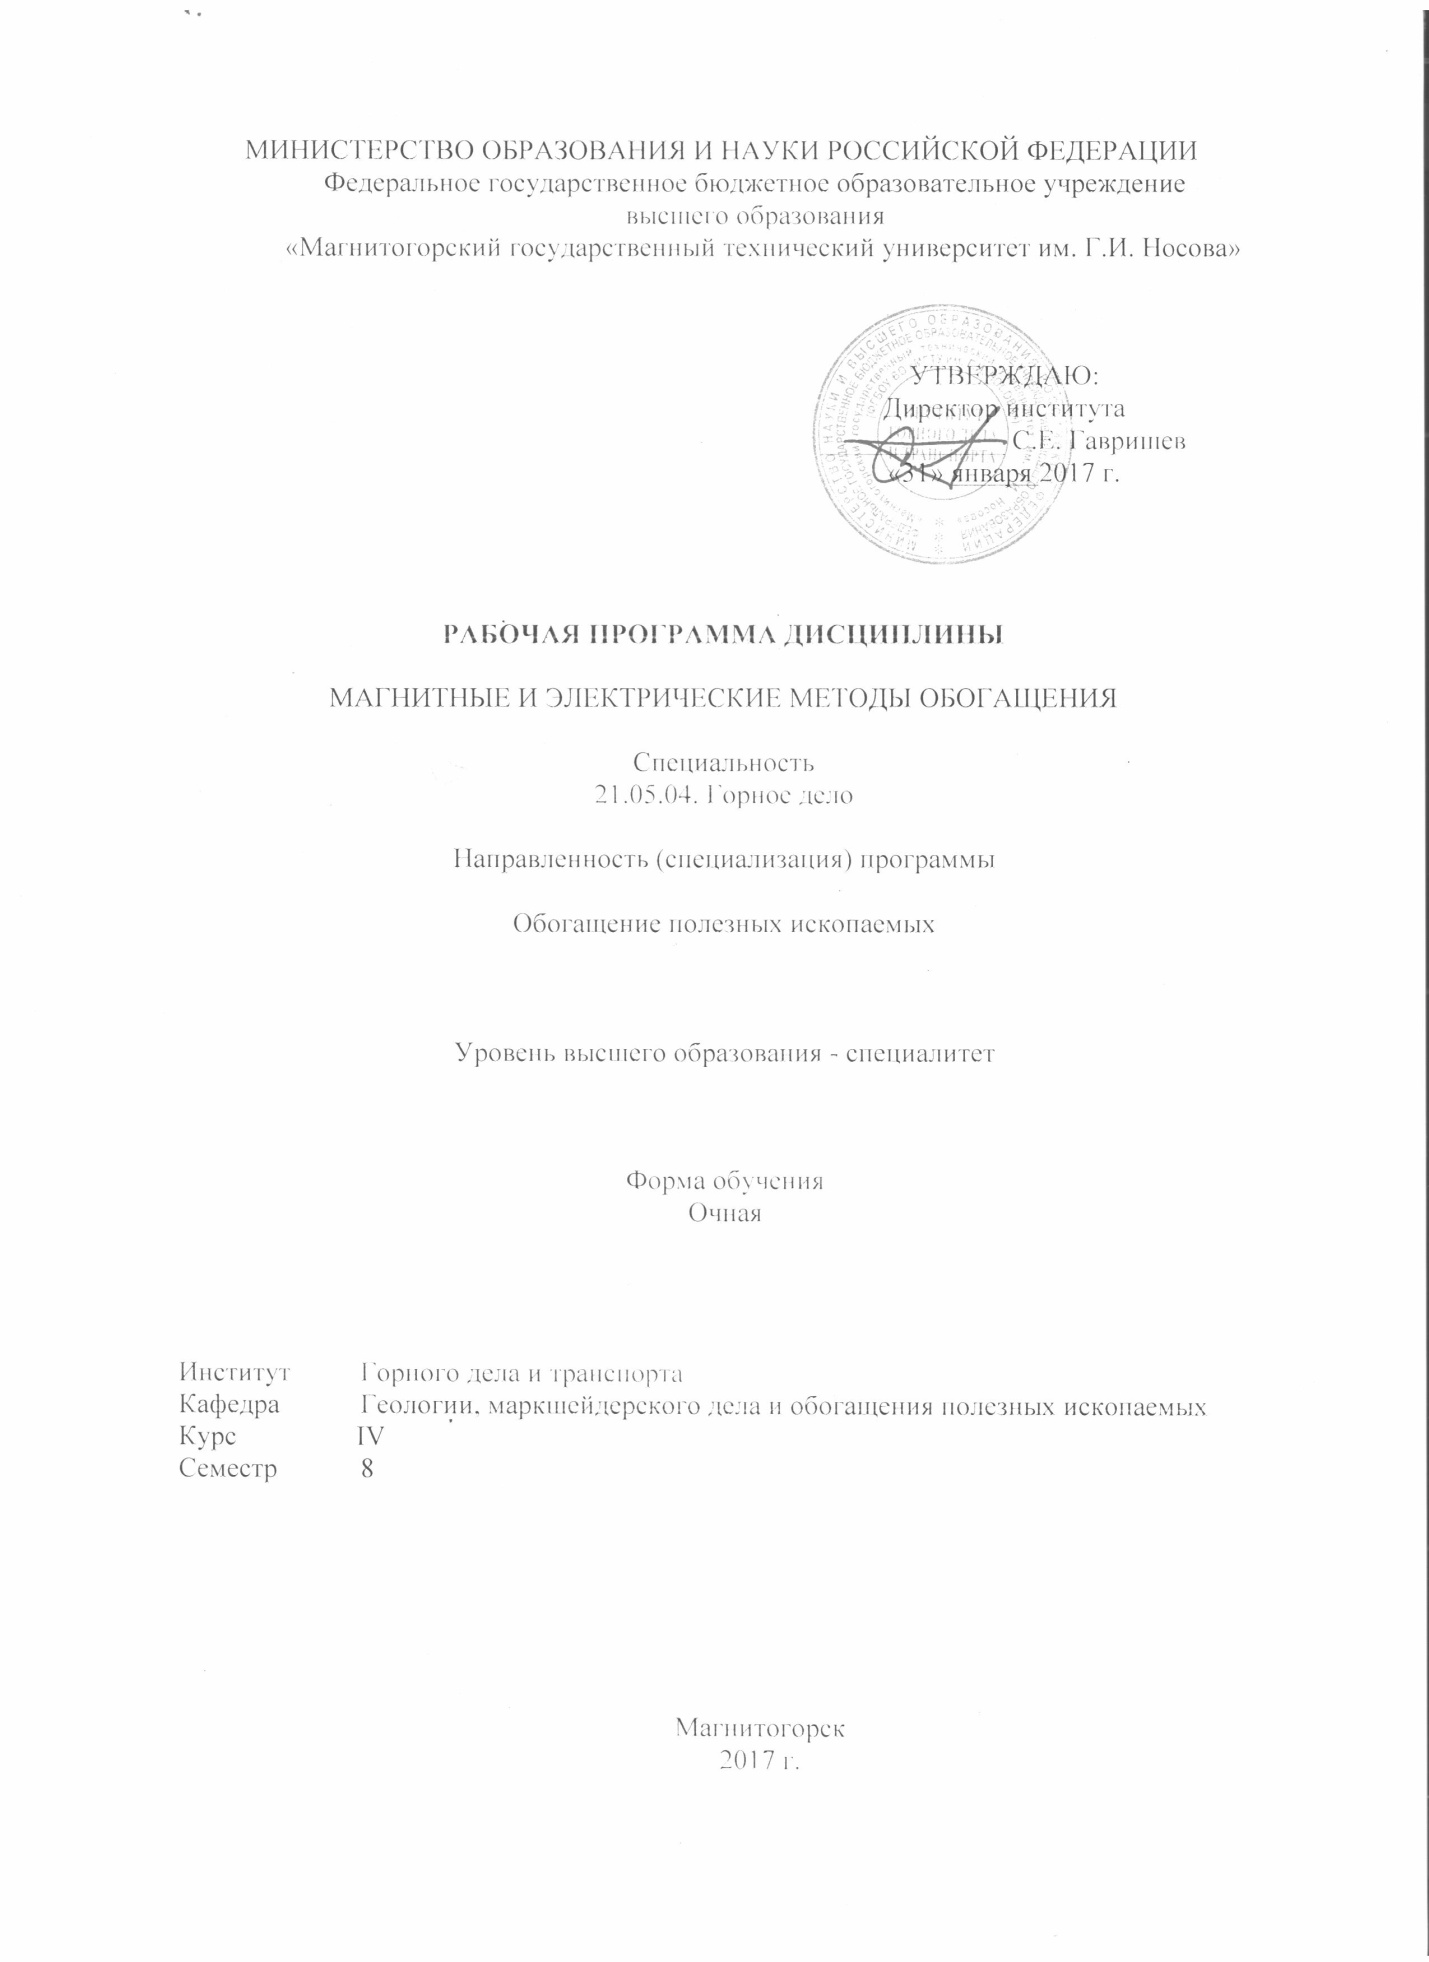 МИНИСТЕРСТВО ОБРАЗОВАНИЯ И НАУКИ РОССИЙСКОЙ ФЕДЕРАЦИИ
Федеральное государственное бюджетное образовательное учреждение
высшего образования
«Магнитогорский государственный технический университет им. Г.И. Носова»
УТВЕРЖДАЮ:
Директор института
С.Е. Гавришев
«31» января 2017 г.
РАБОЧАЯ ПРОГРАММА ДИСЦИПЛИНЫ
МАГНИТНЫЕ И ЭЛЕКТРИЧЕСКИЕ МЕТОДЫ ОБОГАЩЕНИЯ
Специальность
21.05.04. Горное дело
Направленность (специализация) программы
Обогащение полезных ископаемых
Уровень высшего образования - специалитет
Форма обучения
Очная
Институт Горного дела и транспорта
Кафедра Геологии, маркшейдерского дела и обогащения полезных ископаемых
Курс IV
Семестр 8
Магнитогорск
2017 г.